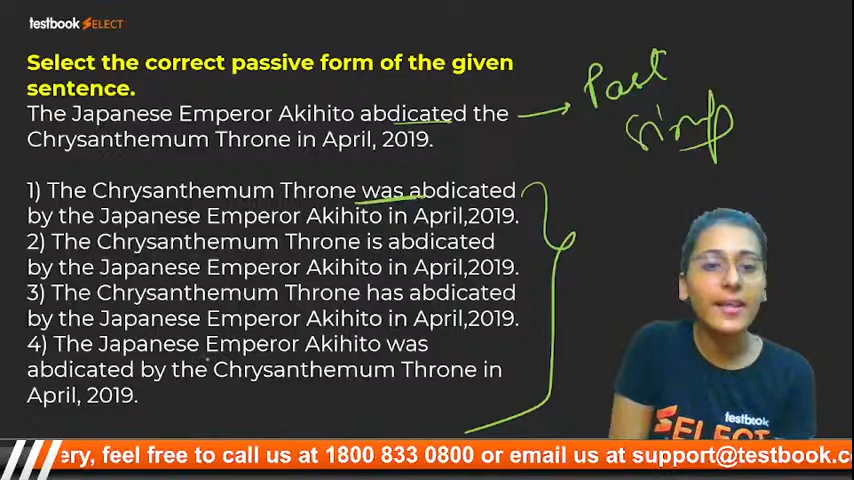 testbook SELECT
Select the correct passive form of the given
sentence.
The Japanese Emperor Akihito abdicated the
Chrysanthemum Throne in April, 2019.
Past
simp
1) The Chrysanthemum Throne was abdicated
by the Japanese Emperor Akihito in April,2019.
2) The Chrysanthemum Throne is abdicated
by the Japanese Emperor Akihito in April,2019.
3) The Chrysanthemum Throne has abdicated
by the Japanese Emperor Akihito in April,2019.
4) The Japanese Emperor Akihito was
abdicated by the Chrysanthemum Throne in
April, 2019.
testbook
SELECT
ery, feel free to call us at 1800 833 0800 or email us at support@testbook.c